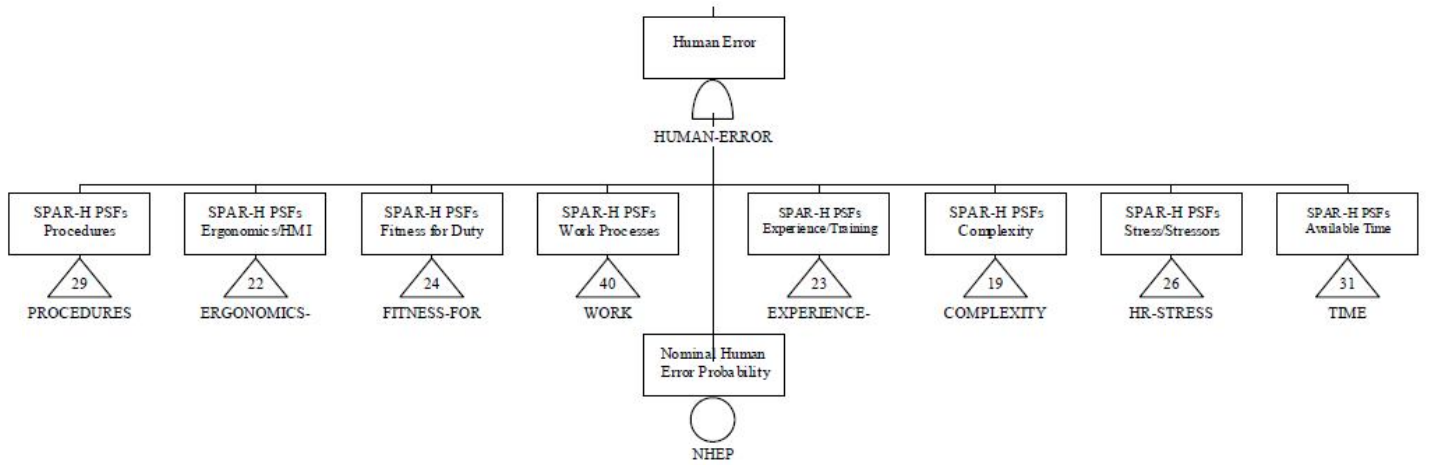 Human Error
HUMAN-ERROR
SPAR-H PSFs
Procedures
29
PROCEDURES
SPAR-H PSFs
Ergonomics/HMI
22
ERGONOMICS-
SPAR-H PSFs
Fitness for Duty
24
FITNESS-FOR
SPAR-H PSFs
Work Processes
40
WORK
SPAR-H PSFs
Experience/Training
23
EXPERIENCE-
SPAR-H PSFs
Complexity
19
COMPLEXITY
SPAR-H PSFs
Stress/Stressors
26
HR-STRESS
SPAR-H PSFs
Available Time
31
TIME
Nominal Human
Error Probability
NHEP